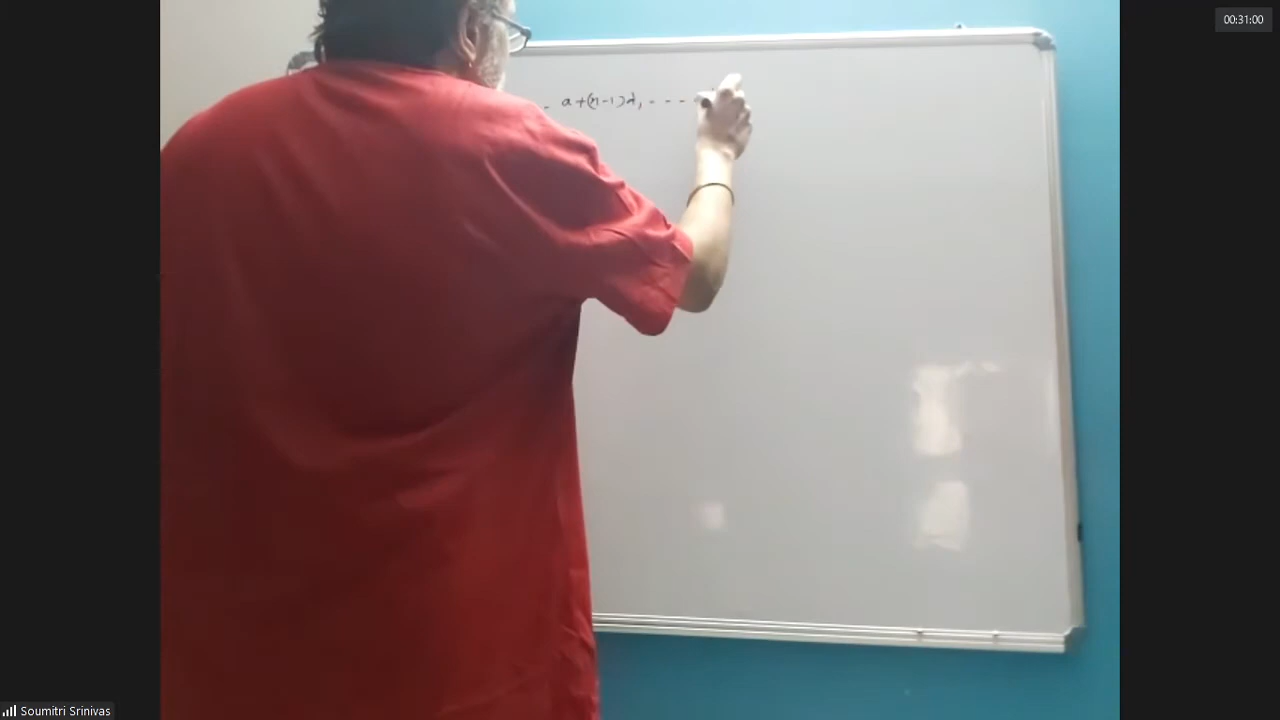 00:31:00
- a+(n-1)d, - - - -
Soumitri Srinivas